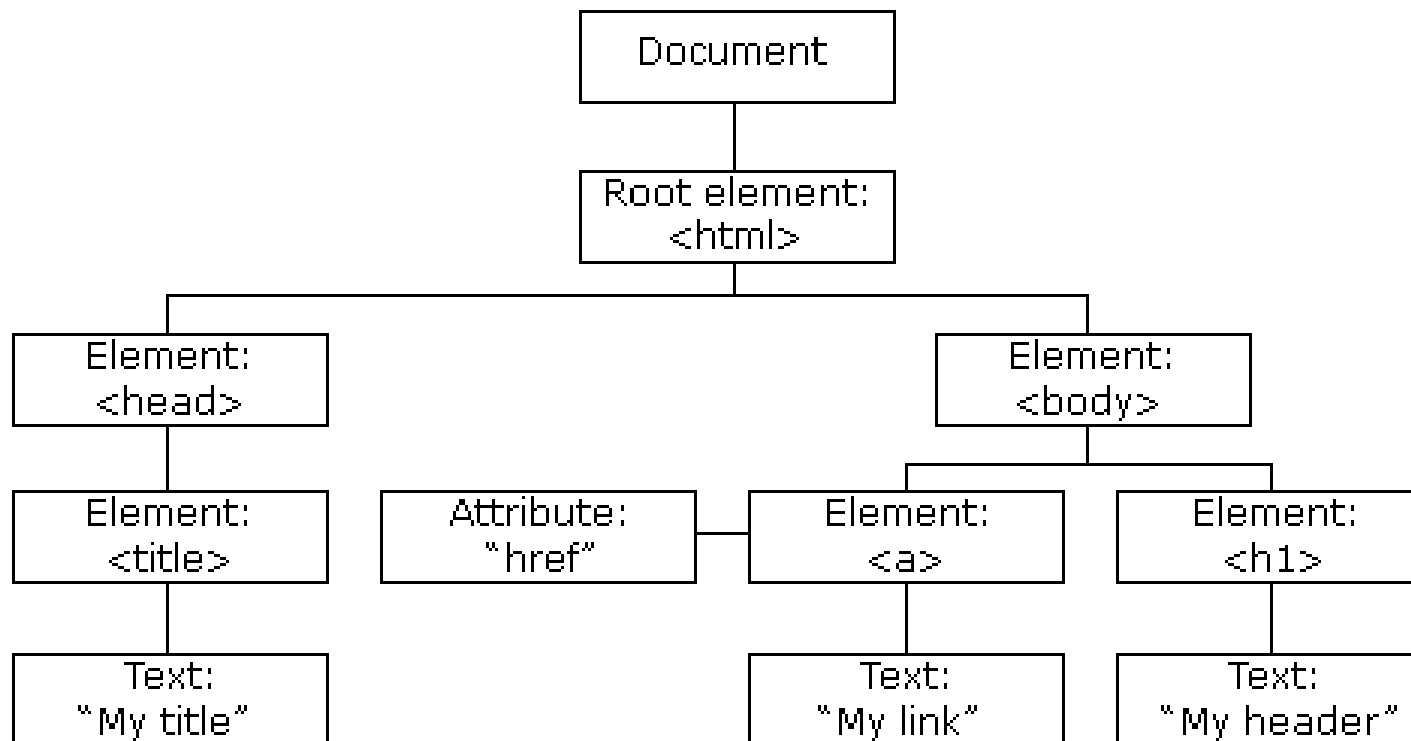 Document
Root element:
<html>
Element:
<head>
Element:
<body>
Element:
<title>
Attribute:
“href”
Element:
<a>
Element:
<h1>
Text:
“My title”
Text:
“My link”
Text:
“My header”